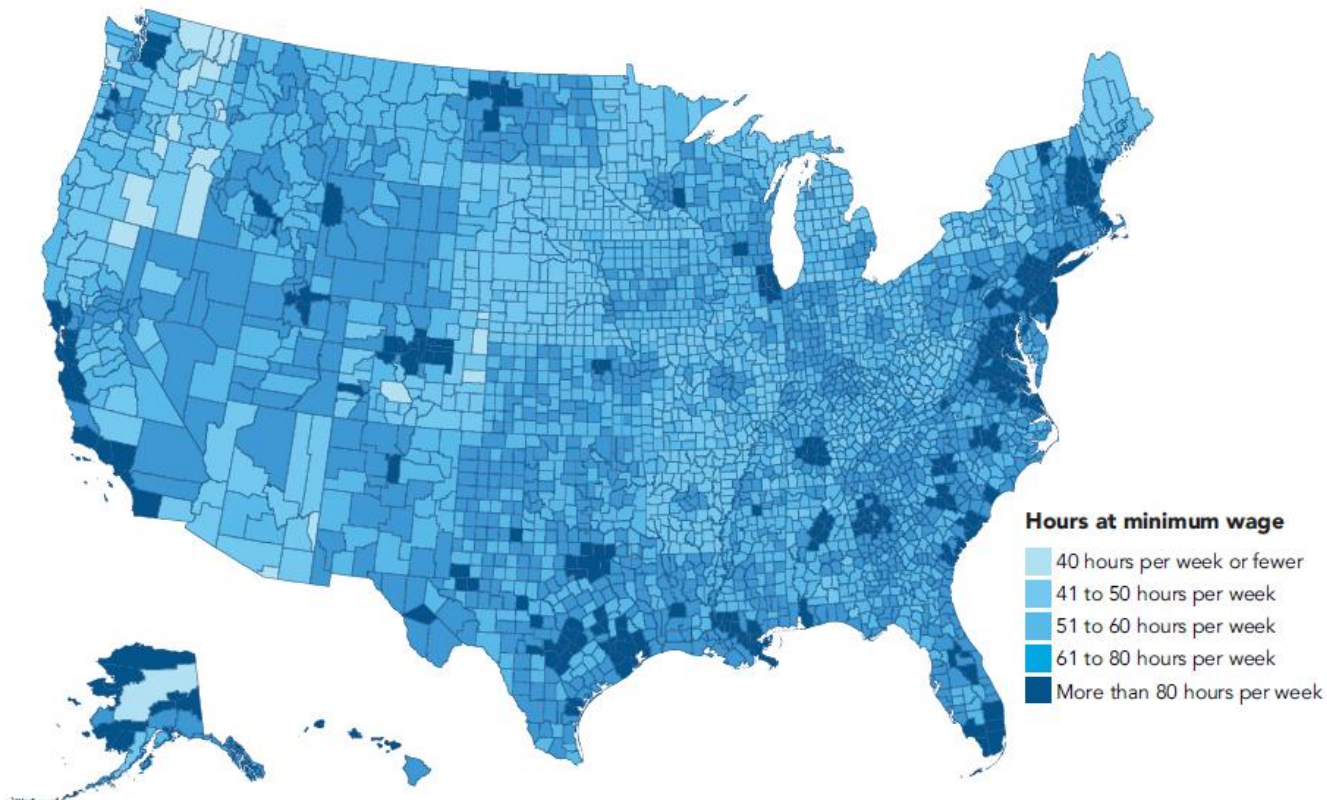 Hours at minimum wage
40 hours per week or fewer
41 to 50 hours per week
51 to 60 hours per week
61 to 80 hours per week
More than 80 hours per week